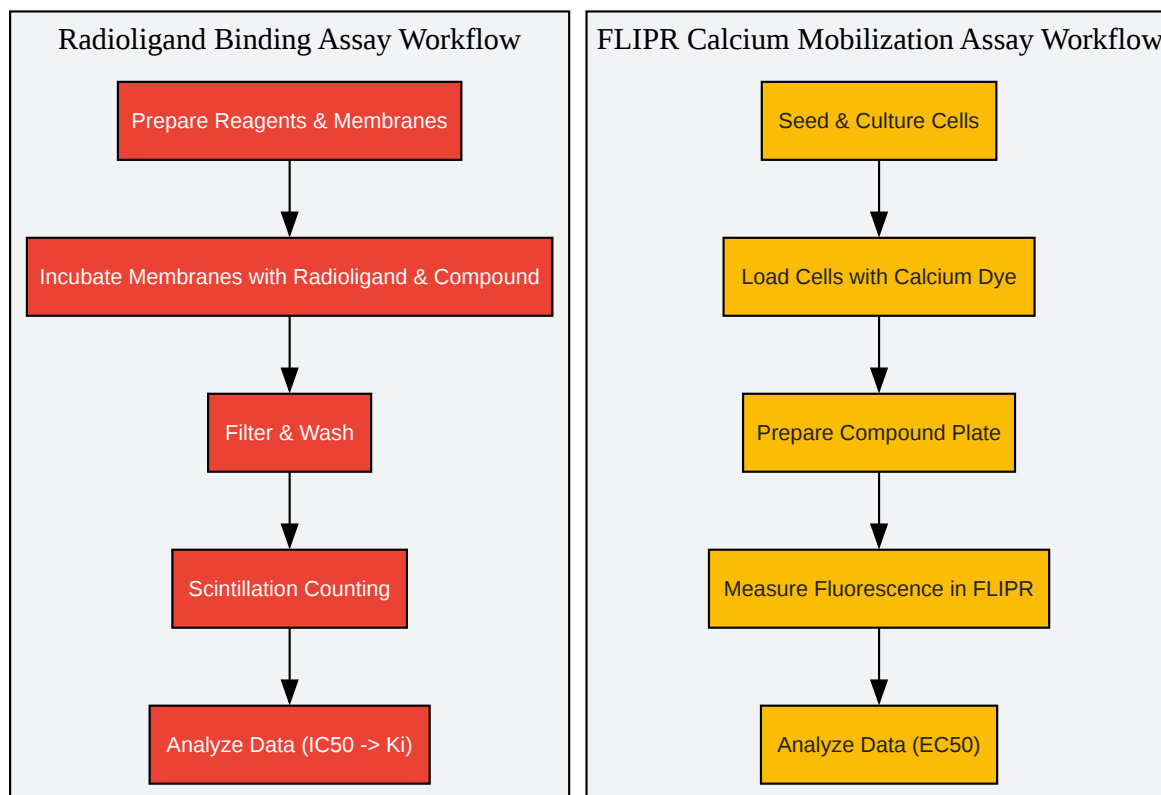 Radioligand Binding Assay Workflow
Prepare Reagents & Membranes
Incubate Membranes with Radioligand & Compound
Filter & Wash
Scintillation Counting
Analyze Data (IC50 -> Ki)
FLIPR Calcium Mobilization Assay Workflow
Seed & Culture Cells
Load Cells with Calcium Dye
Prepare Compound Plate
Measure Fluorescence in FLIPR
Analyze Data (EC50)